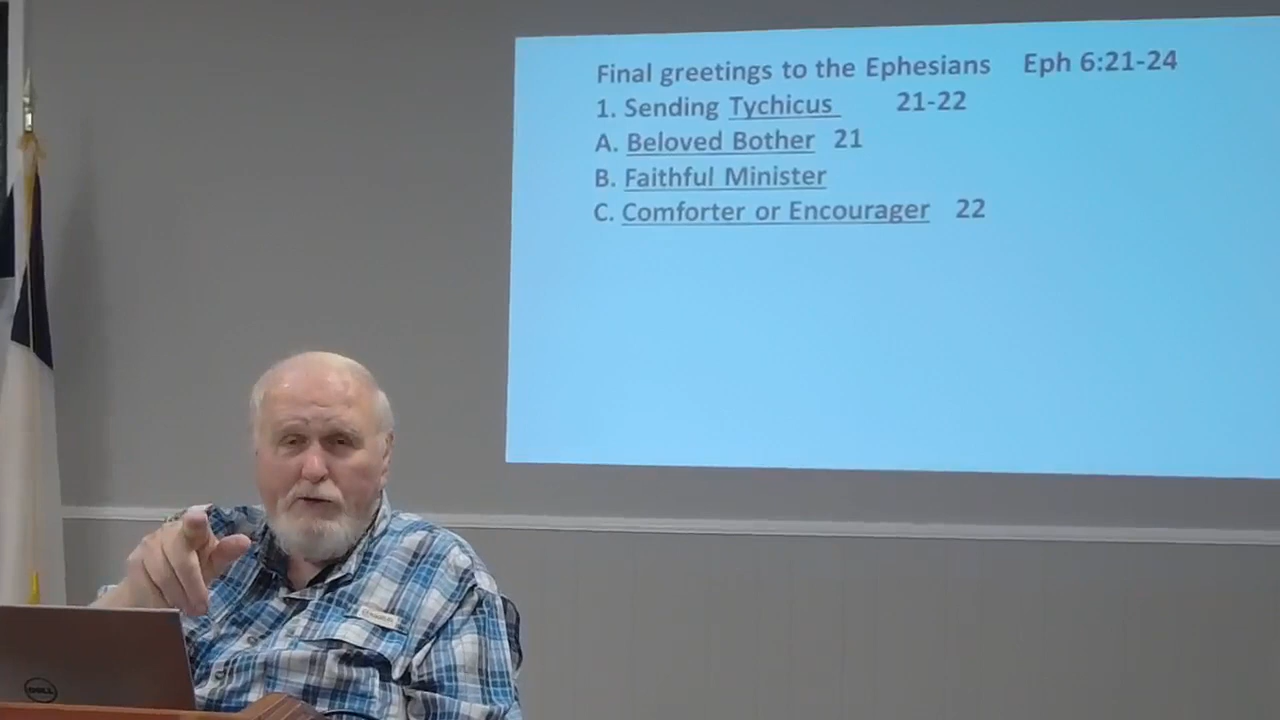 Final greetings to the Ephesians Eph 6:21-24
1. Sending Tychicus 21-22
A. Beloved Bother 21
B. Faithful Minister
C. Comforter or Encourager 22
DELL